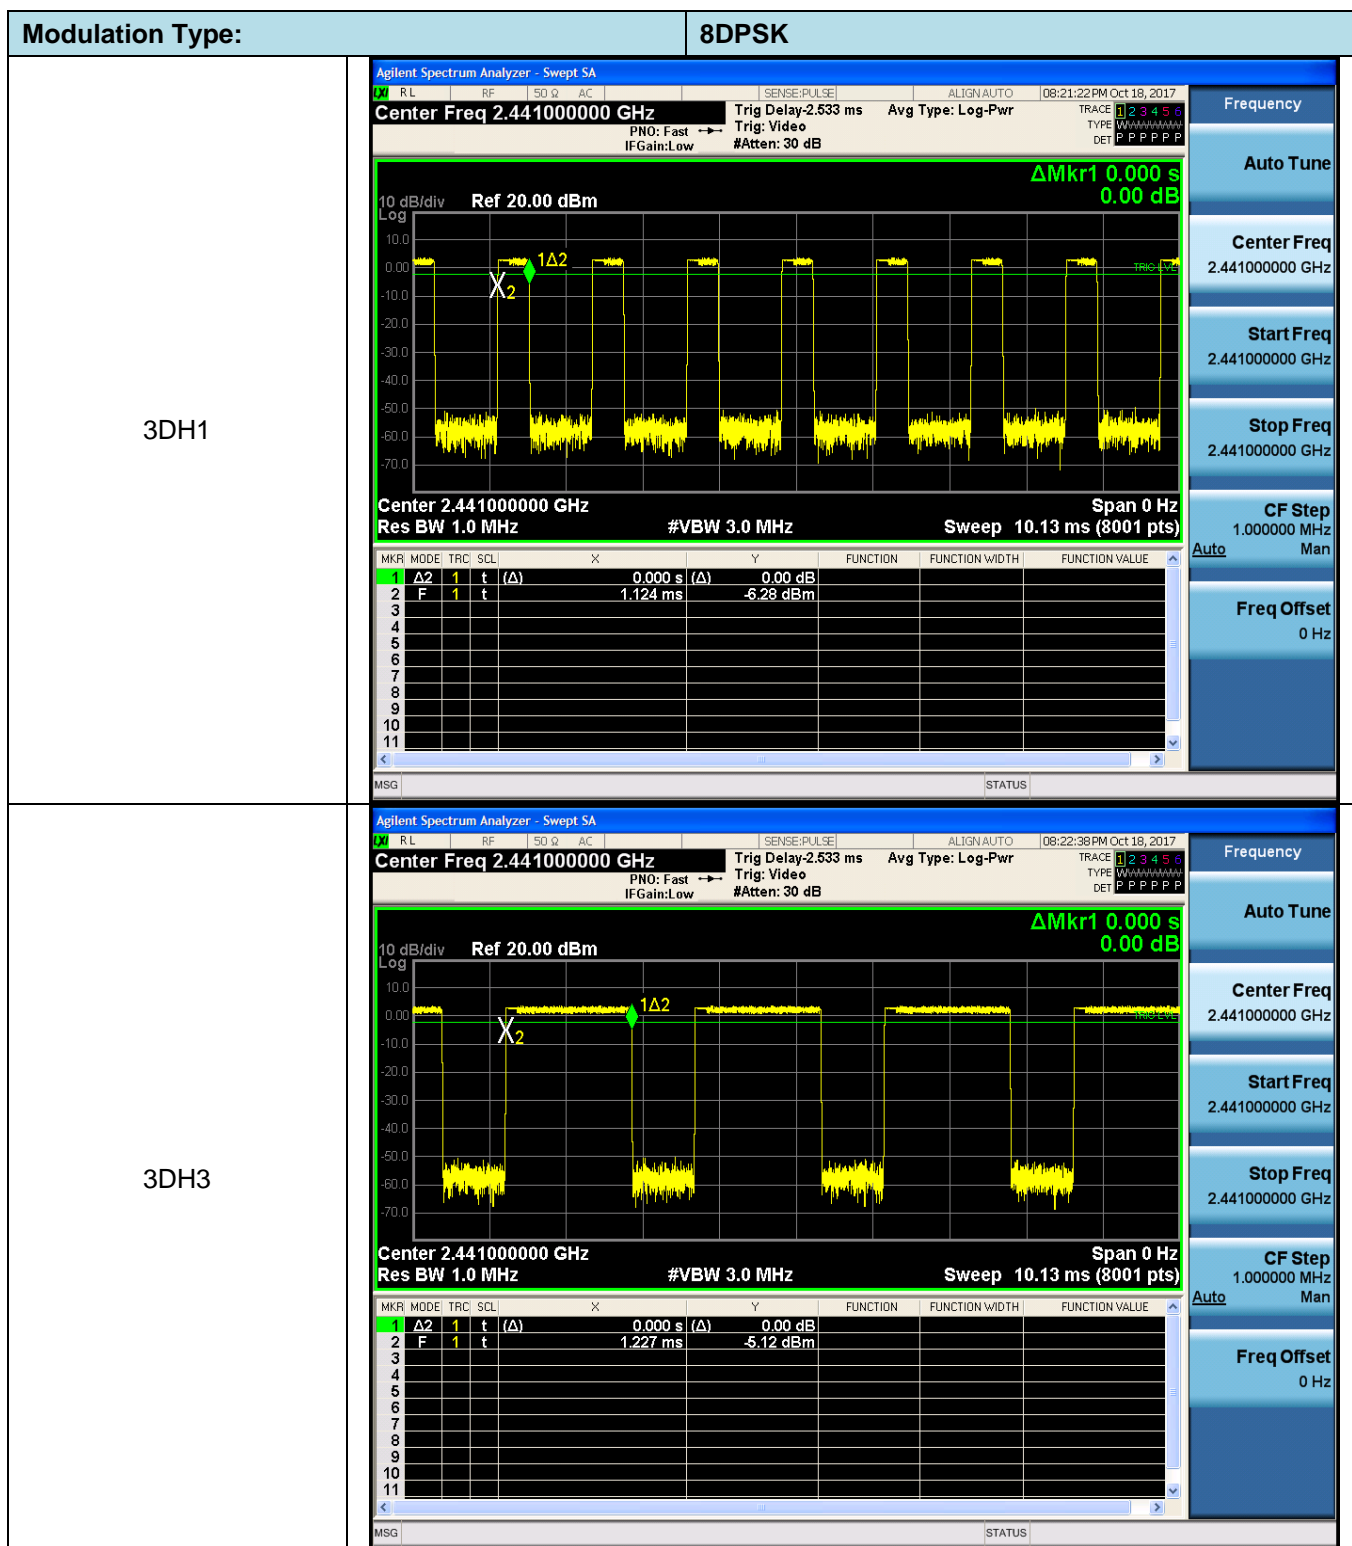 Modulation Type: 8DPSK
3DH1
Agilent Spectrum Analyzer - Swept SA
LXI RL RF 50 Ω AC SENSE:PULSE ALIGNAUTO 08:21:22 PM Oct 18, 2017
Center Freq 2.441000000 GHz
PNO: Fast
IFGain:Low
Trig Delay-2.533 ms
Trig: Video
#Atten: 30 dB
Avg Type: Log-Pwr
TRACE 1 2 3 4 5 6
TYPE WWWWWW
DET P P P P P P
ΔMkr1 0.000 s
0.00 dB
10 dB/div Ref 20.00 dBm
Log
10.0
0.00
-10.0
-20.0
-30.0
-40.0
-50.0
-60.0
-70.0
1Δ2
X2
TRIG LVL
Center 2.441000000 GHz Span 0 Hz
Res BW 1.0 MHz #VBW 3.0 MHz Sweep 10.13 ms (8001 pts)
MKR MODE TRC SCL X Y FUNCTION FUNCTION WIDTH FUNCTION VALUE
1 Δ2 1 t (Δ) 0.000 s (Δ) 0.00 dB
2 F 1 t 1.124 ms -6.28 dBm
3
4
5
6
7
8
9
10
11
MSG STATUS
Frequency
Auto Tune
Center Freq
2.441000000 GHz
Start Freq
2.441000000 GHz
Stop Freq
2.441000000 GHz
CF Step
1.000000 MHz
Auto Man
Freq Offset
0 Hz
3DH3
Agilent Spectrum Analyzer - Swept SA
LXI RL RF 50 Ω AC SENSE:PULSE ALIGNAUTO 08:22:38 PM Oct 18, 2017
Center Freq 2.441000000 GHz
PNO: Fast
IFGain:Low
Trig Delay-2.533 ms
Trig: Video
#Atten: 30 dB
Avg Type: Log-Pwr
TRACE 1 2 3 4 5 6
TYPE WWWWWW
DET P P P P P P
ΔMkr1 0.000 s
0.00 dB
10 dB/div Ref 20.00 dBm
Log
10.0
0.00
-10.0
-20.0
-30.0
-40.0
-50.0
-60.0
-70.0
1Δ2
X2
TRIG LVL
Center 2.441000000 GHz Span 0 Hz
Res BW 1.0 MHz #VBW 3.0 MHz Sweep 10.13 ms (8001 pts)
MKR MODE TRC SCL X Y FUNCTION FUNCTION WIDTH FUNCTION VALUE
1 Δ2 1 t (Δ) 0.000 s (Δ) 0.00 dB
2 F 1 t 1.227 ms -5.12 dBm
3
4
5
6
7
8
9
10
11
MSG STATUS
Frequency
Auto Tune
Center Freq
2.441000000 GHz
Start Freq
2.441000000 GHz
Stop Freq
2.441000000 GHz
CF Step
1.000000 MHz
Auto Man
Freq Offset
0 Hz